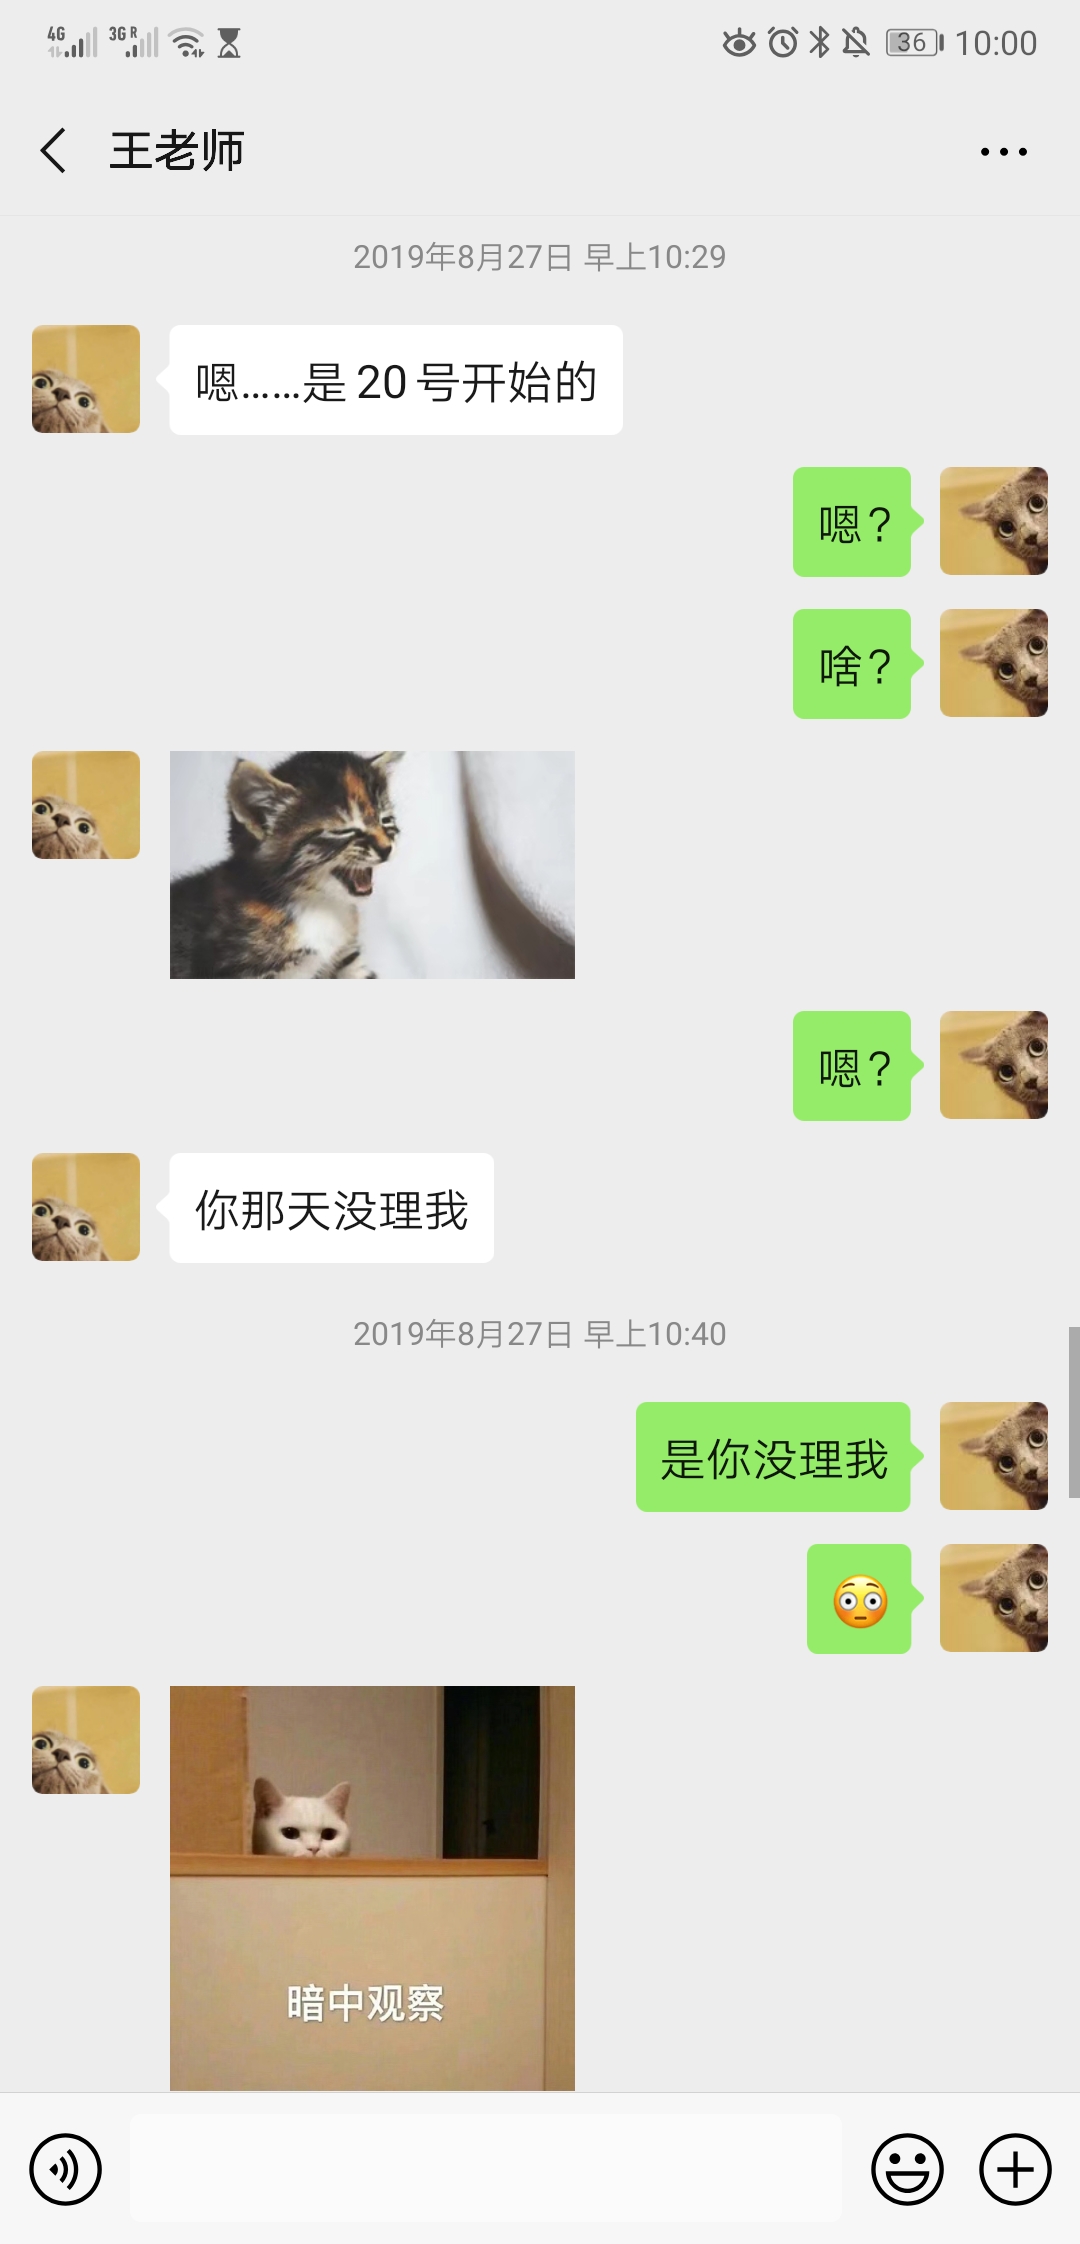 4G 3G R 36 10:00
王老师
2019年8月27日 早上10:29
嗯……是 20 号开始的
嗯？
啥？
嗯？
你那天没理我
2019年8月27日 早上10:40
是你没理我
暗中观察